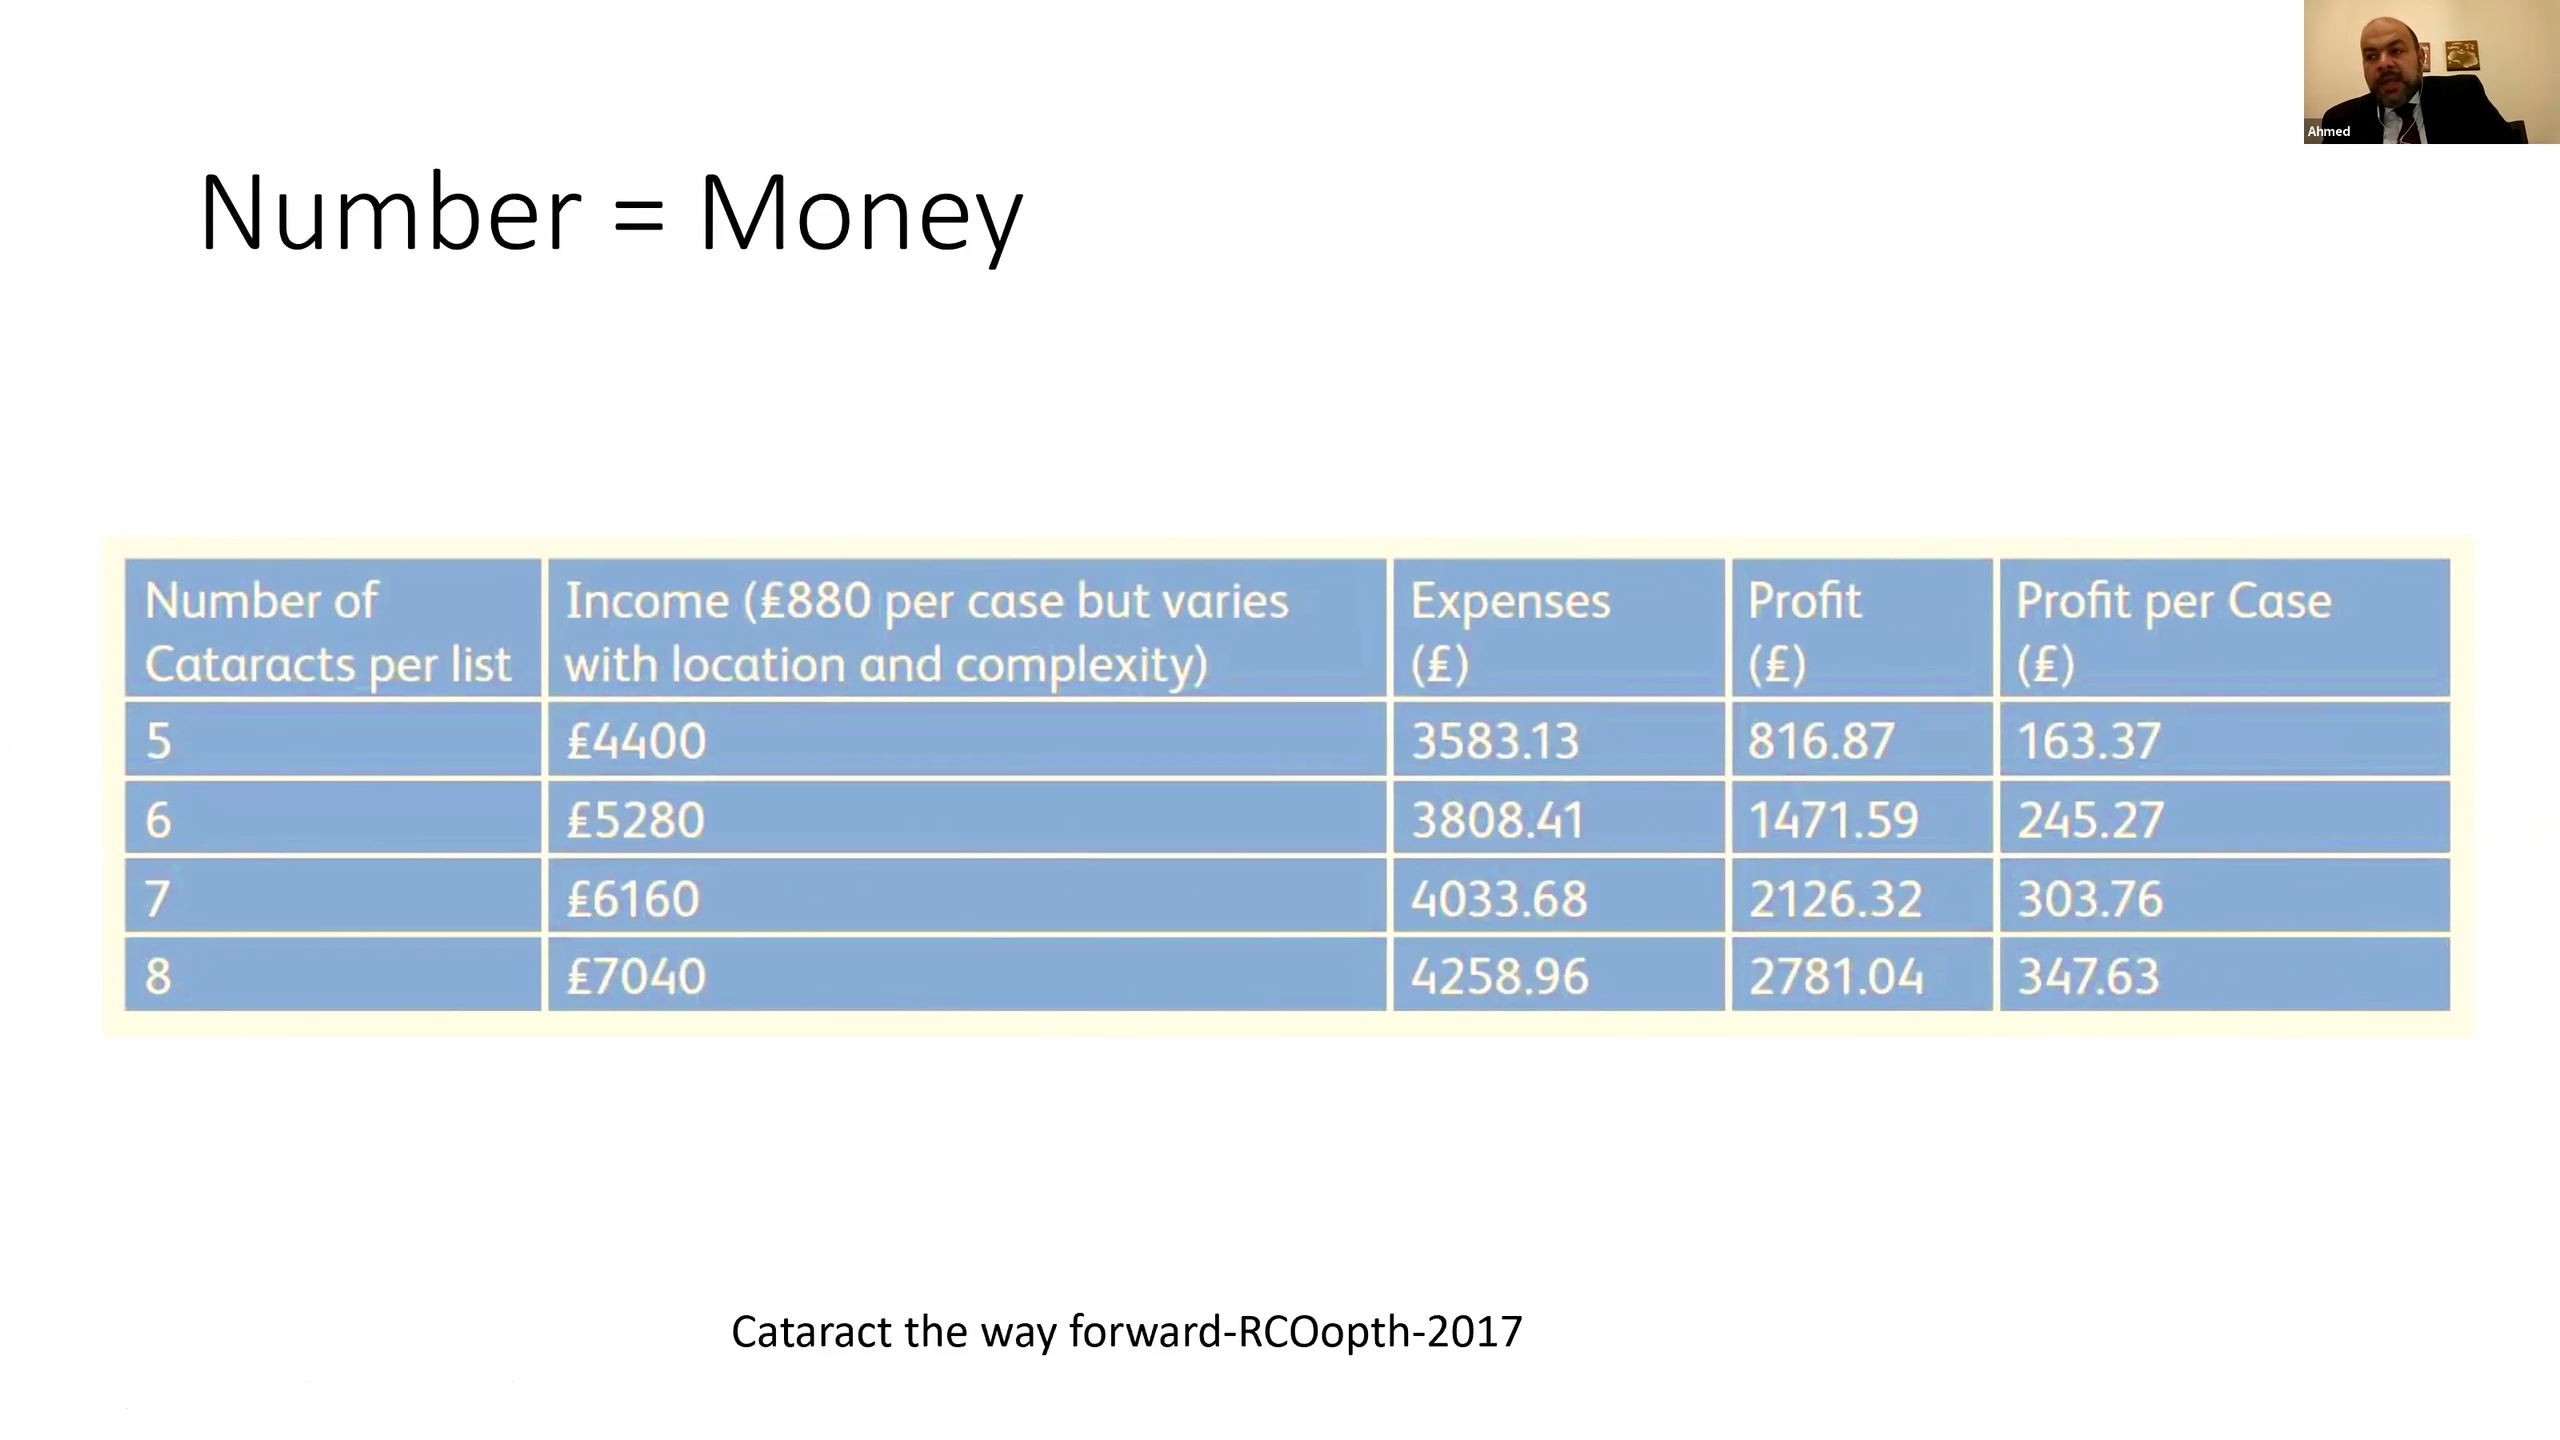 Ahmed
Number = Money
Number of Cataracts per list
Income (£880 per case but varies with location and complexity)
Expenses (£)
Profit (£)
Profit per Case (£)
5 £4400 3583.13 816.87 163.37
6 £5280 3808.41 1471.59 245.27
7 £6160 4033.68 2126.32 303.76
8 £7040 4258.96 2781.04 347.63
Cataract the way forward-RCOopth-2017